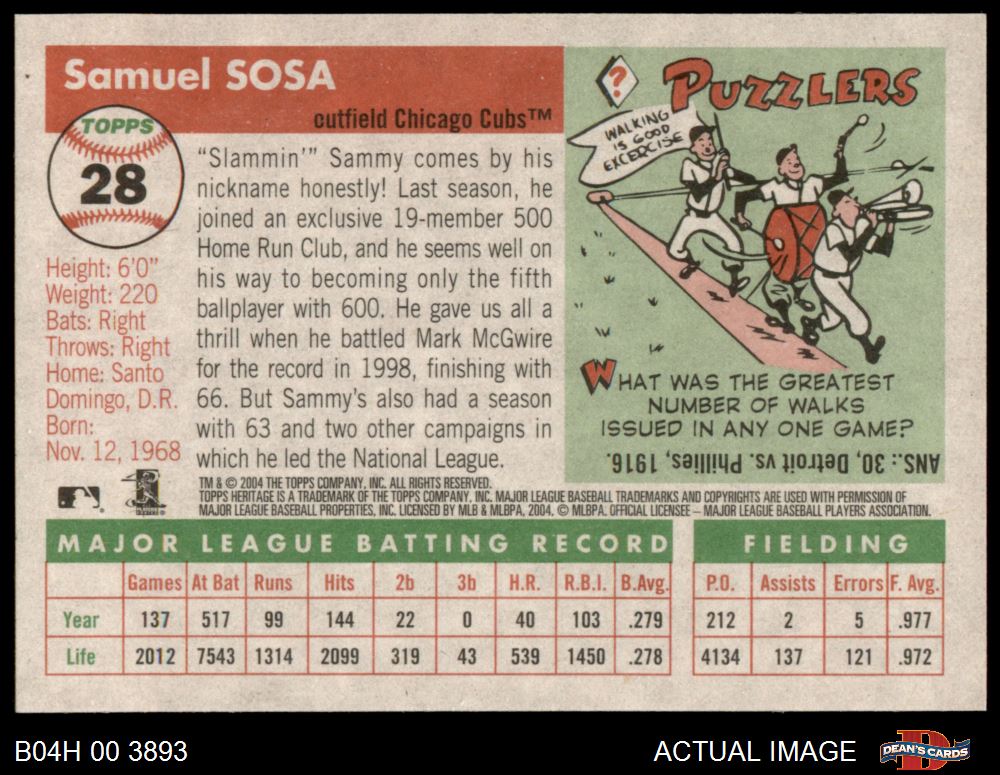 Samuel SOSA
outfield Chicago Cubs™
TOPPS
28
Height: 6'0"
Weight: 220
Bats: Right
Throws: Right
Home: Santo
Domingo, D.R.
Born:
Nov. 12, 1968
"Slammin'" Sammy comes by his
nickname honestly! Last season, he
joined an exclusive 19-member 500
Home Run Club, and he seems well on
his way to becoming only the fifth
ballplayer with 600. He gave us all a
thrill when he battled Mark McGwire
for the record in 1998, finishing with
66. But Sammy's also had a season
with 63 and two other campaigns in
which he led the National League.
?
PUZZLERS
WALKING
IS GOOD
EXCERCISE
WHAT WAS THE GREATEST
NUMBER OF WALKS
ISSUED IN ANY ONE GAME?
ANS.: 30, Detroit vs. Phillies, 1916.
TM & © 2004 THE TOPPS COMPANY, INC. ALL RIGHTS RESERVED.
TOPPS HERITAGE IS A TRADEMARK OF THE TOPPS COMPANY, INC. MAJOR LEAGUE BASEBALL TRADEMARKS AND COPYRIGHTS ARE USED WITH PERMISSION OF
MAJOR LEAGUE BASEBALL PROPERTIES, INC. LICENSED BY MLB & MLBPA, 2004. © MLBPA. OFFICIAL LICENSEE – MAJOR LEAGUE BASEBALL PLAYERS ASSOCIATION.
MAJOR LEAGUE BATTING RECORD
FIELDING
Games At Bat Runs Hits 2b 3b H.R. R.B.I. B.Avg. P.O. Assists Errors F. Avg.
Year 137 517 99 144 22 0 40 103 .279 212 2 5 .977
Life 2012 7543 1314 2099 319 43 539 1450 .278 4134 137 121 .972
B04H 00 3893
ACTUAL IMAGE
DEAN'S CARDS